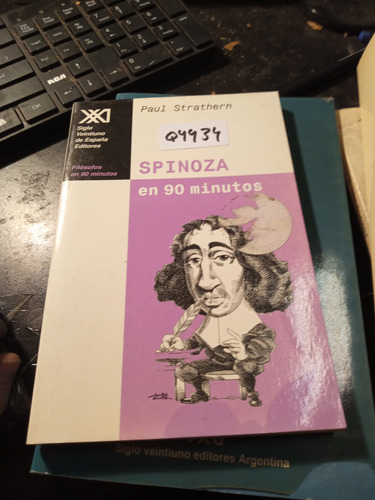 RCA
XXI
Siglo
Veintiuno
de España
Editores
Filósofos
en 90 minutos
Paul Strathern
Q4934
SPINOZA
en 90 minutos
Siglo veintiuno editores Argentina